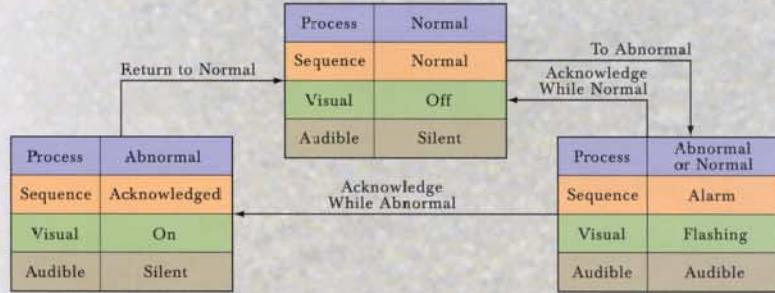 Process Normal
Sequence Normal
Visual Off
Audible Silent
Return to Normal
To Abnormal
Acknowledge
While Normal
Process Abnormal
Sequence Acknowledged
Visual On
Audible Silent
Acknowledge
While Abnormal
Process Abnormal
or Normal
Sequence Alarm
Visual Flashing
Audible Audible